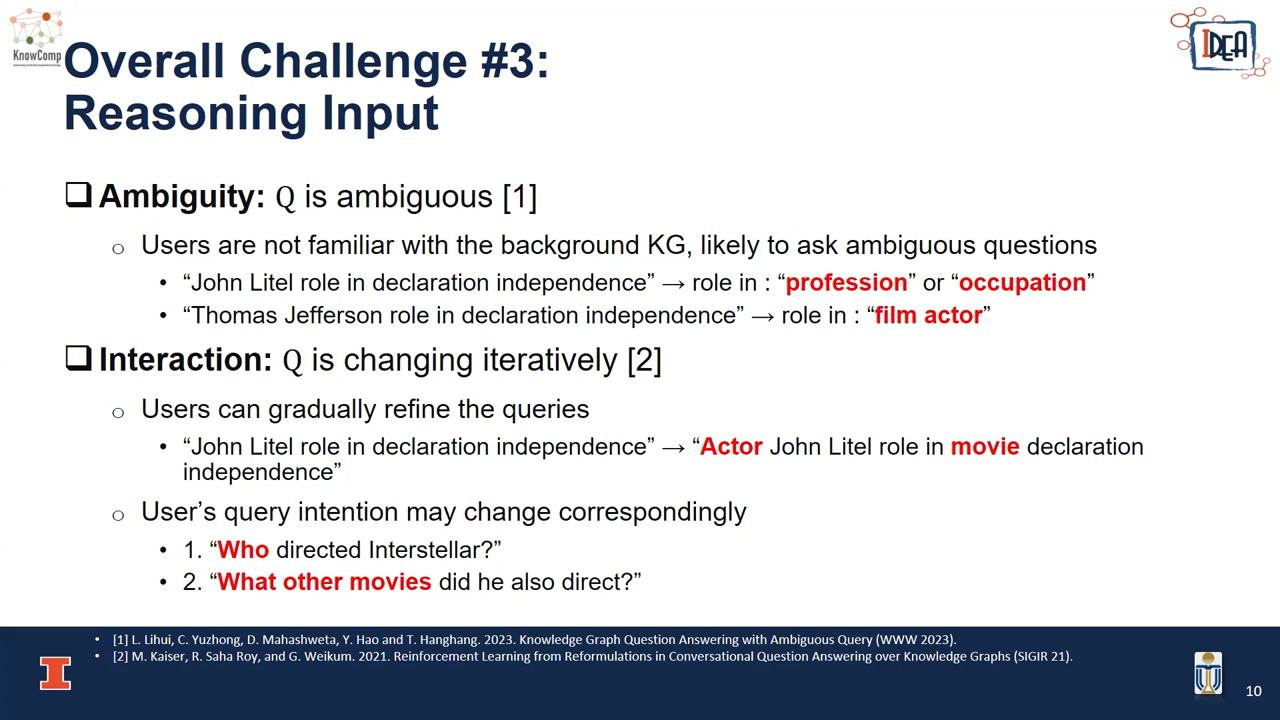 KnowComp
IDEA
Overall Challenge #3:
Reasoning Input
❑ Ambiguity: Q is ambiguous [1]
o Users are not familiar with the background KG, likely to ask ambiguous questions
• “John Litel role in declaration independence” → role in : “profession” or “occupation”
• “Thomas Jefferson role in declaration independence” → role in : “film actor”
❑ Interaction: Q is changing iteratively [2]
o Users can gradually refine the queries
• “John Litel role in declaration independence” → “Actor John Litel role in movie declaration
independence”
o User’s query intention may change correspondingly
• 1. “Who directed Interstellar?”
• 2. “What other movies did he also direct?”
• [1] L. Lihui, C. Yuzhong, D. Mahashweta, Y. Hao and T. Hanghang. 2023. Knowledge Graph Question Answering with Ambiguous Query (WWW 2023).
• [2] M. Kaiser, R. Saha Roy, and G. Weikum. 2021. Reinforcement Learning from Reformulations in Conversational Question Answering over Knowledge Graphs (SIGIR 21).
I
10